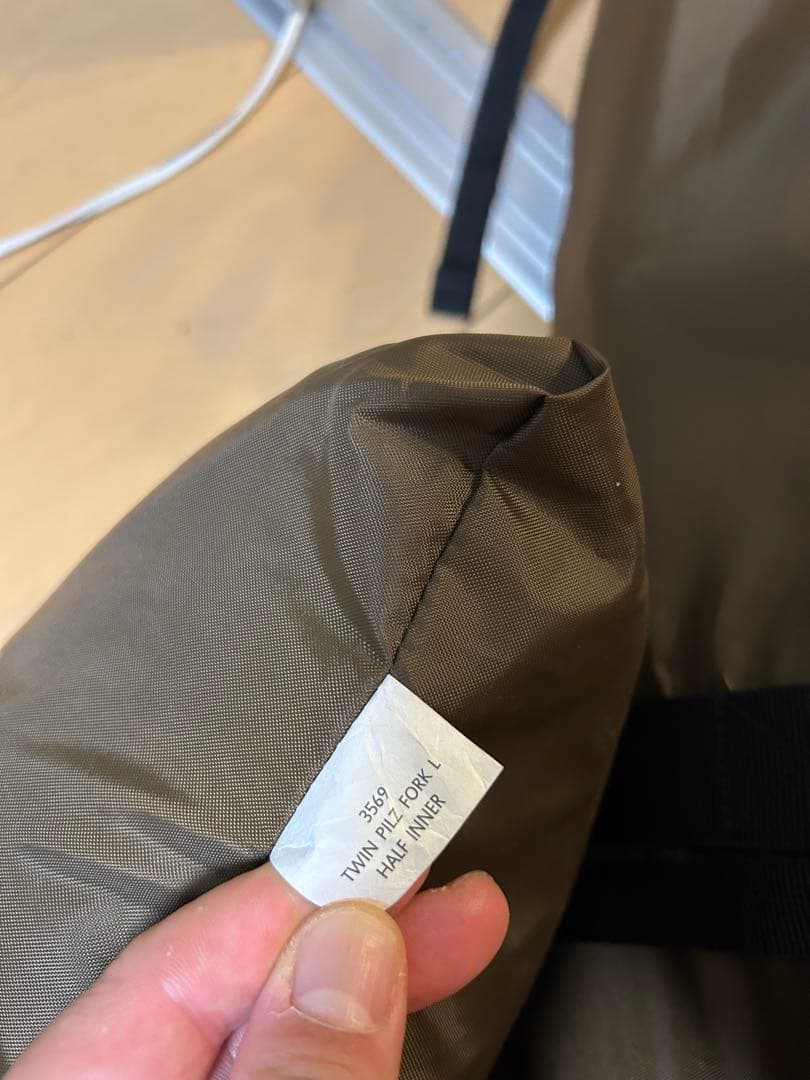 3569
TWIN PILZ FORK L
HALF INNER